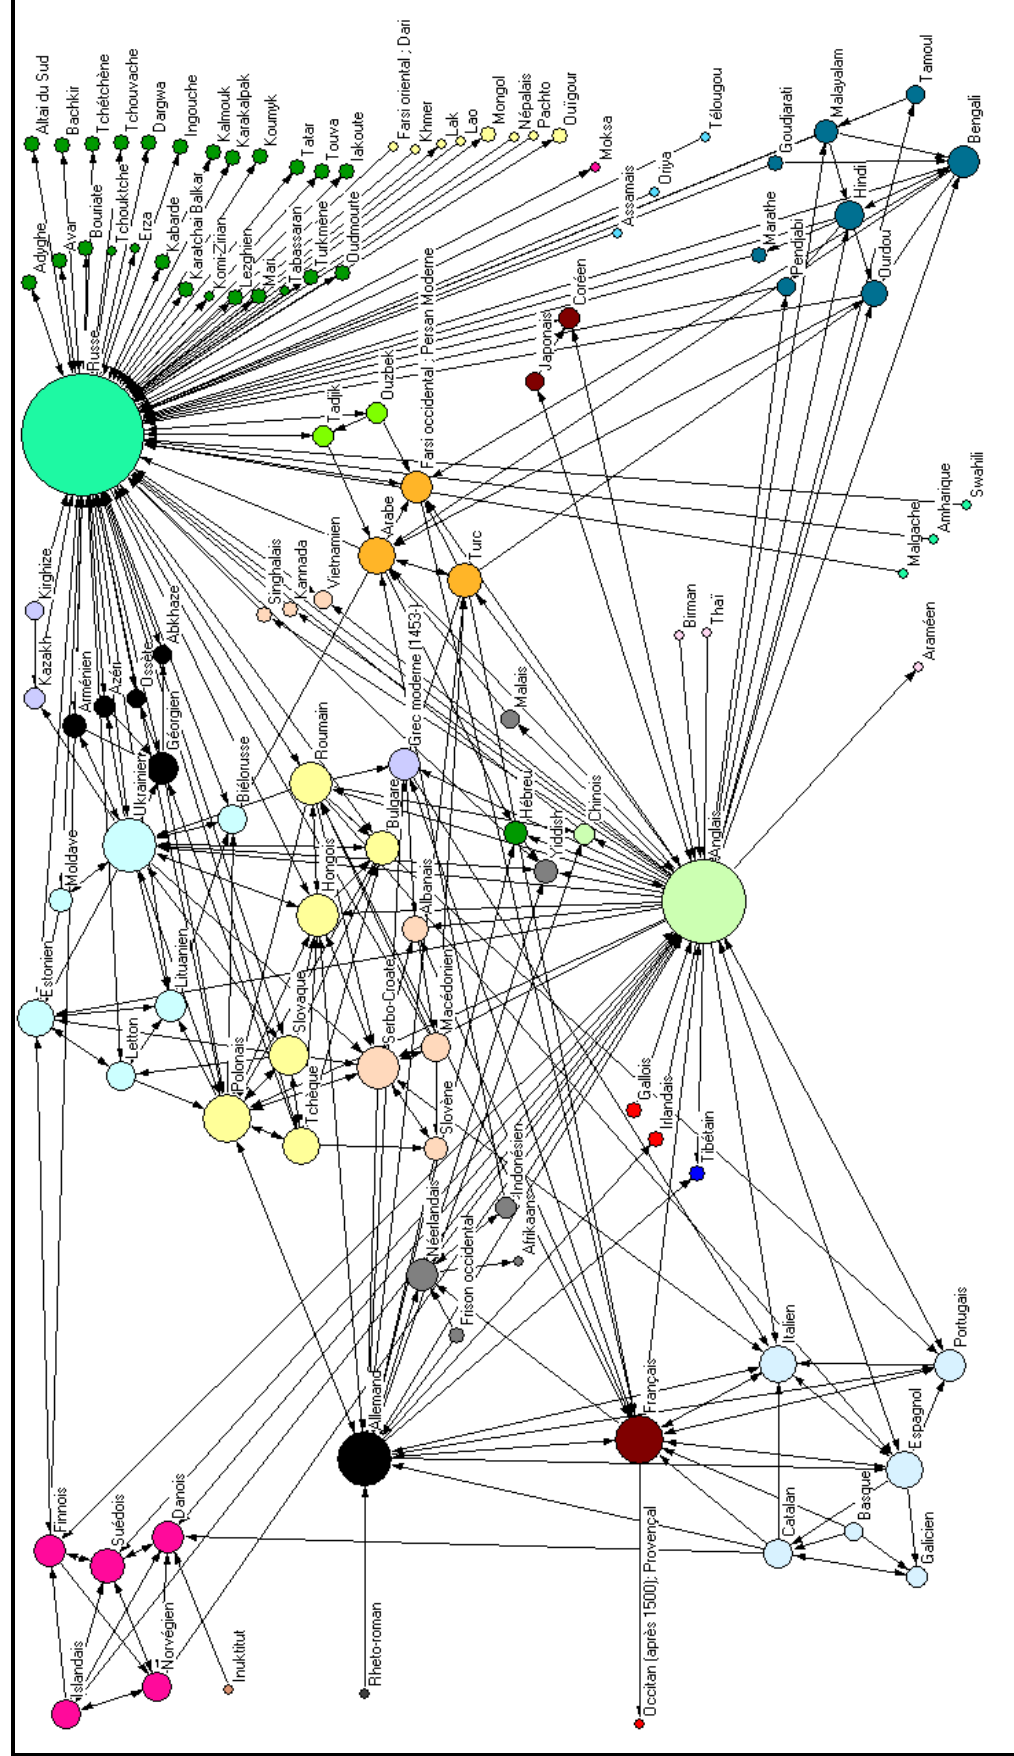 Altaï du Sud
Bachkir
Tchétchène
Tchouvache
Dargwa
Ingouche
Kalmouk
Karakalpak
Koumyk
Tatar
Touva
Iakoute
Farsi oriental ; Dari
Khmer
Lak
Lao
Mongol
Népalais
Pachto
Ouïgour
Moksa
Télougou
Oriya
Assamais
Goudjarati
Malayalam
Tamoul
Bengali
Hindi
Marathe
Pendjabi
Ourdou
Adyghe
Avar
Bouriate
Tchouktche
Erza
Kabarde
Karatchaï Balkar
Komi-Zirian
Lezghien
Mari
Tabassaran
Turkmène
Oudmourte
Russe
Coréen
Japonais
Ouzbek
Tadjik
Farsi occidental ; Persan Moderne
Arabe
Turc
Swahili
Amharique
Malgache
Singhalais
Kannada
Vietnamien
Birman
Thaï
Araméen
Kirghize
Kazakh
Arménien
Azéri
Ossète
Abkhaze
Géorgien
Ukrainien
Biélorusse
Moldave
Roumain
Bulgare
Hongois
Grec moderne (1453-)
Malais
Hébreu
Yiddish
Chinois
Anglais
Albanais
Macédonien
Serbo-Croate
Slovène
Estonien
Lituanien
Letton
Slovaque
Polonais
Tchèque
Gallois
Irlandais
Tibétain
Indonésien
Afrikaans
Néerlandais
Frison occidental
Allemand
Français
Italien
Portugais
Espagnol
Basque
Catalan
Galicien
Finnois
Suédois
Danois
Norvégien
Islandais
Inuktitut
Rheto-roman
Occitan (après 1500); Provençal